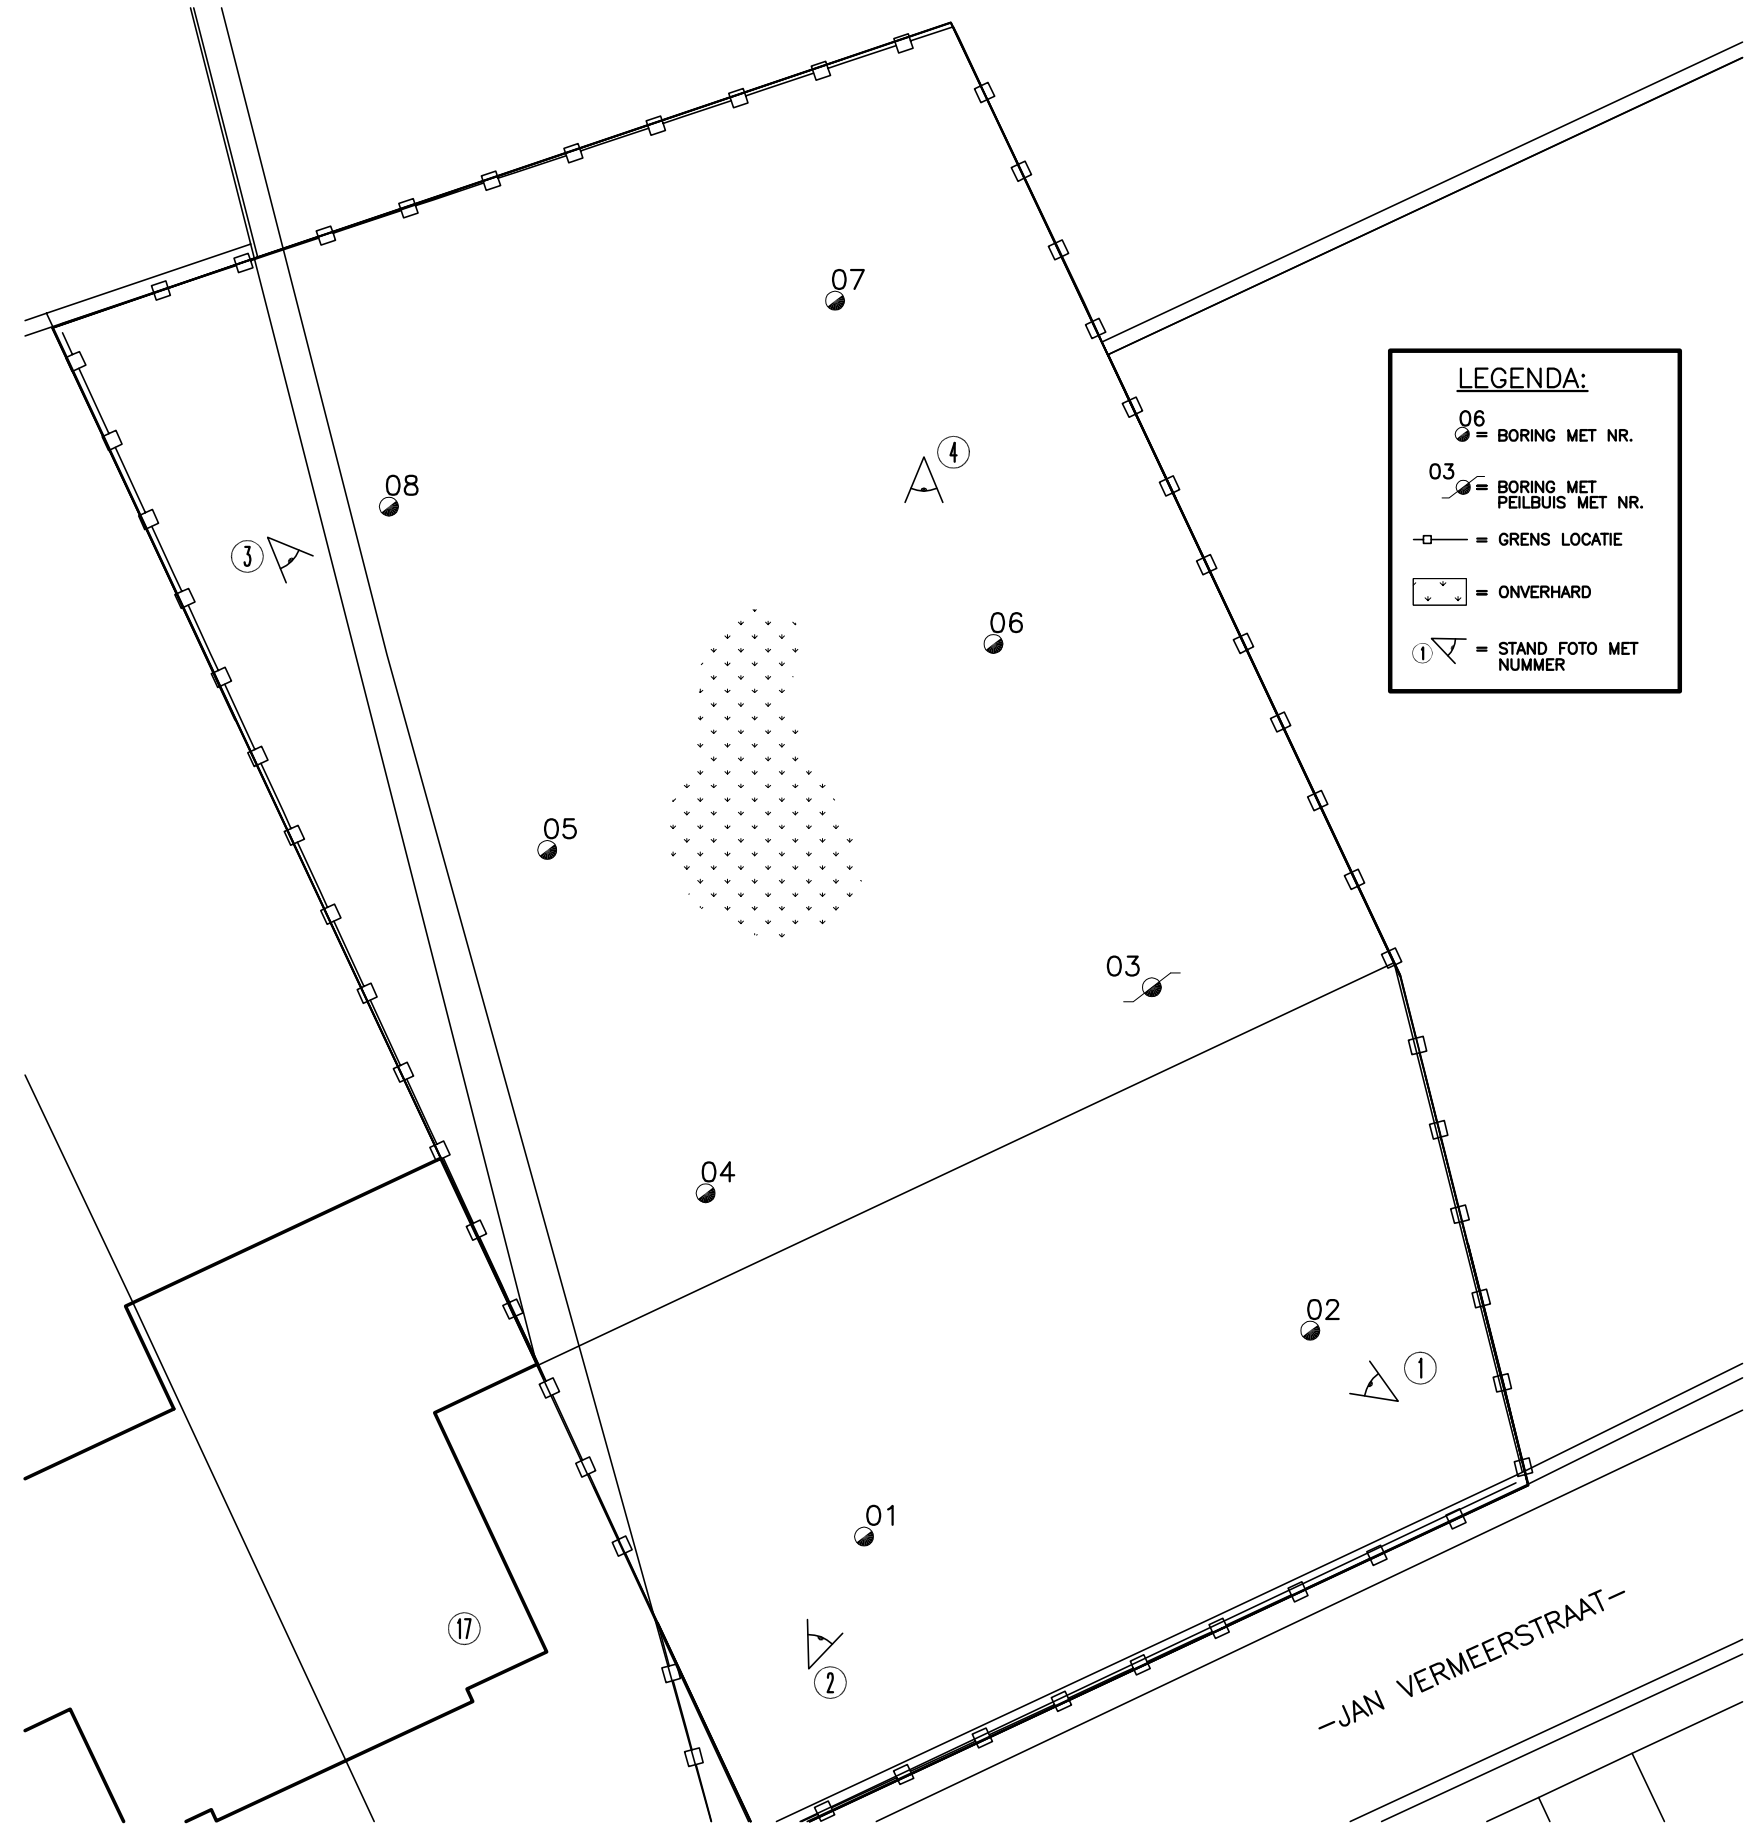 07
4
LEGENDA:
06
= BORING MET NR.
03
= BORING MET
PEILBUIS MET NR.
= GRENS LOCATIE
= ONVERHARD
1 = STAND FOTO MET
NUMMER
08
3
06
05
03
04
02
1
01
17
2
-JAN VERMEERSTRAAT-